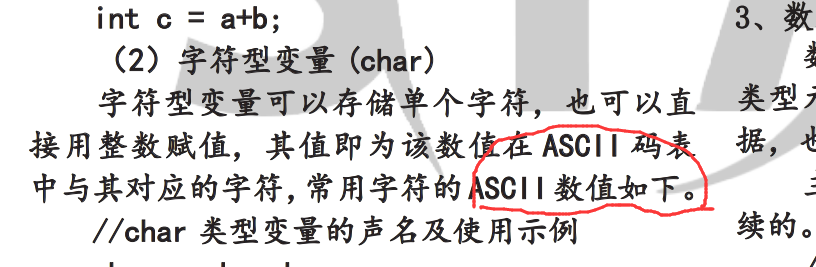 int c = a+b;
（2）字符型变量 (char)
字符型变量可以存储单个字符，也可以直
接用整数赋值，其值即为该数值在 ASCII 码表
中与其对应的字符,常用字符的 ASCII 数值如下。
//char 类型变量的声名及使用示例
3、数
类型
据，也
续的。